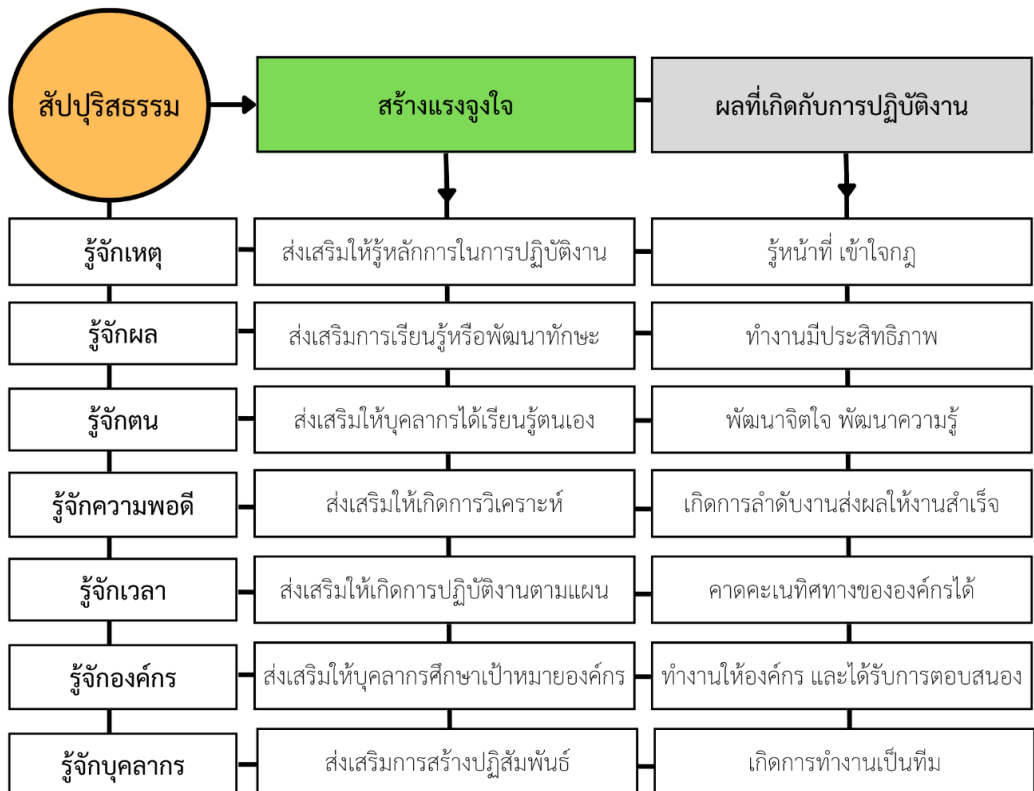 สัปปุริสธรรม
สร้างแรงจูงใจ
ผลที่เกิดกับการปฏิบัติงาน
รู้จักเหตุ
ส่งเสริมให้รู้หลักการในการปฏิบัติงาน
รู้หน้าที่ เข้าใจกฎ
รู้จักผล
ส่งเสริมการเรียนรู้หรือพัฒนาทักษะ
ทำงานมีประสิทธิภาพ
รู้จักตน
ส่งเสริมให้บุคลากรได้เรียนรู้ตนเอง
พัฒนาจิตใจ พัฒนาความรู้
รู้จักความพอดี
ส่งเสริมให้เกิดการวิเคราะห์
เกิดการลำดับงานส่งผลให้งานสำเร็จ
รู้จักเวลา
ส่งเสริมให้เกิดการปฏิบัติงานตามแผน
คาดคะเนทิศทางขององค์กรได้
รู้จักองค์กร
ส่งเสริมให้บุคลากรศึกษาเป้าหมายองค์กร
ทำงานให้องค์กร และได้รับการตอบสนอง
รู้จักบุคลากร
ส่งเสริมการสร้างปฏิสัมพันธ์
เกิดการทำงานเป็นทีม